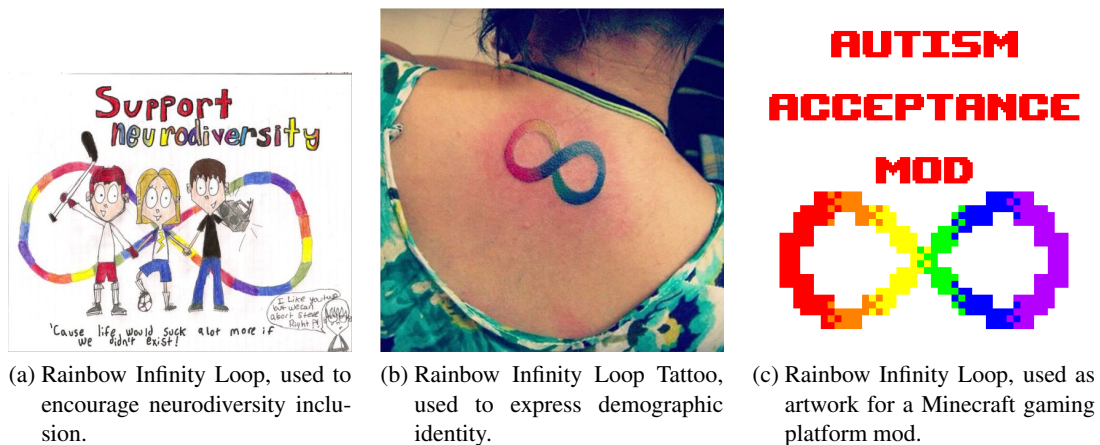 Support
neurodiversity
I Like you two
but we can
abort Steve
Right?!
'Cause life would suck alot more if
we didn't exist!
AUTISM
ACCEPTANCE
MOD
(a) Rainbow Infinity Loop, used to
encourage neurodiversity inclu-
sion.
(b) Rainbow Infinity Loop Tattoo,
used to express demographic
identity.
(c) Rainbow Infinity Loop, used as
artwork for a Minecraft gaming
platform mod.